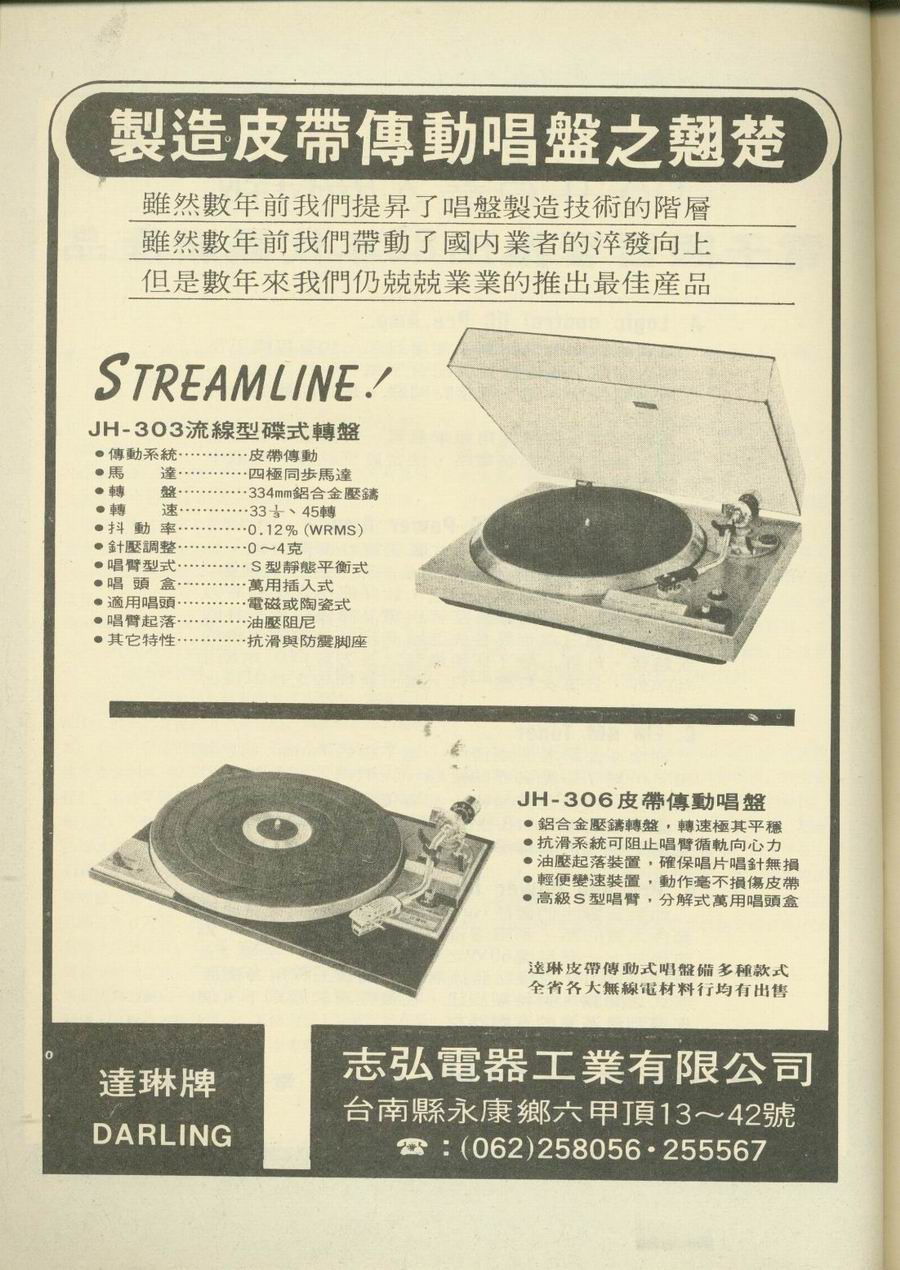 製造皮帶傳動唱盤之翹楚
雖然數年前我們提昇了唱盤製造技術的階層
雖然數年前我們帶動了國内業者的淬發向上
但是數年來我們仍兢兢業業的推出最佳産品
STREAMLINE!
JH-303流線型碟式轉盤
●傳動系統···········皮帶傳動
●馬 達···········四極同步馬達
●轉 盤···········334mm鋁合金壓鑄
●轉 速···········33⅓、45轉
●抖動率···········0.12%(WRMS)
●針壓調整···········0~4克
●唱臂型式···········S型靜態平衡式
●唱頭盒···········萬用插入式
●適用唱頭···········電磁或陶瓷式
●唱臂起落···········油壓阻尼
●其它特性···········抗滑與防震脚座
JH-306皮帶傳動唱盤
●鋁合金壓鑄轉盤，轉速極其平穩
●抗滑系統可阻止唱臂循軌向心力
●油壓起落裝置，確保唱片唱針無損
●輕便變速裝置，動作毫不損傷皮帶
●高級S型唱臂，分解式萬用唱頭盒
達琳皮帶傳動式唱盤備多種款式
全省各大無線電材料行均有出售
達琳牌
DARLING
志弘電器工業有限公司
台南縣永康鄉六甲頂13~42號
☎：(062)258056·255567